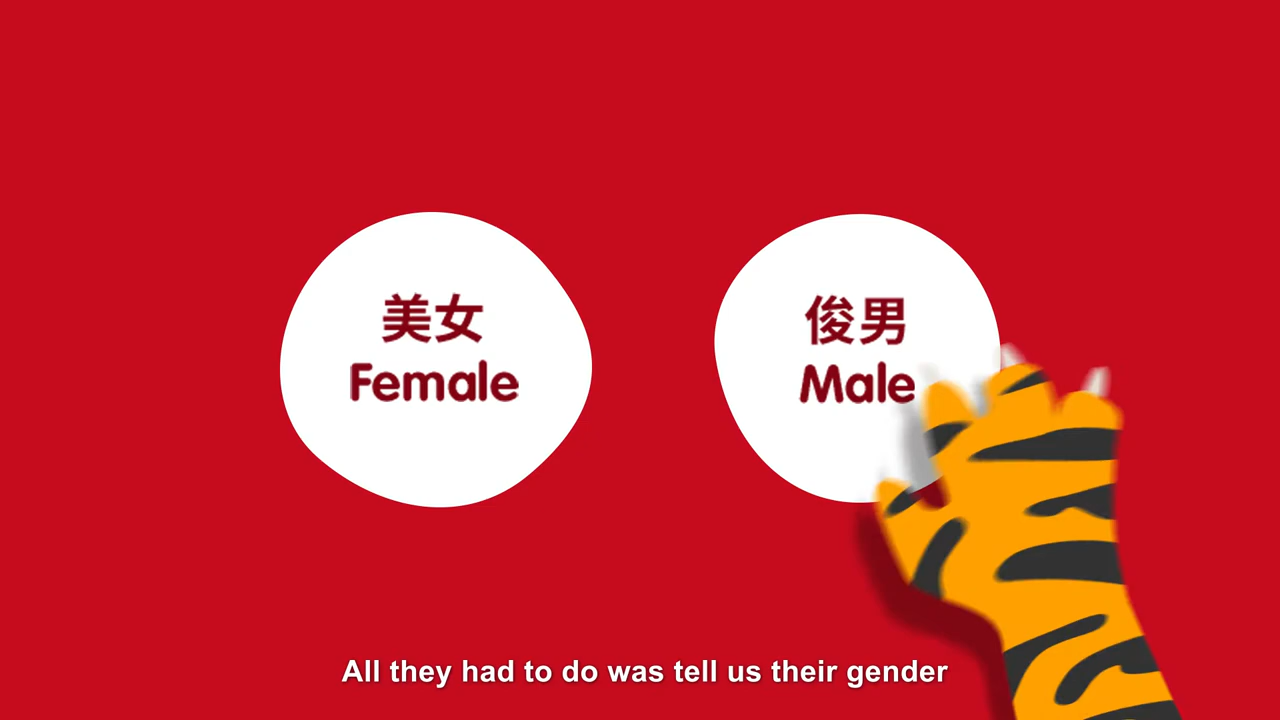 美女
Female
俊男
Male
All they had to do was tell us their gender